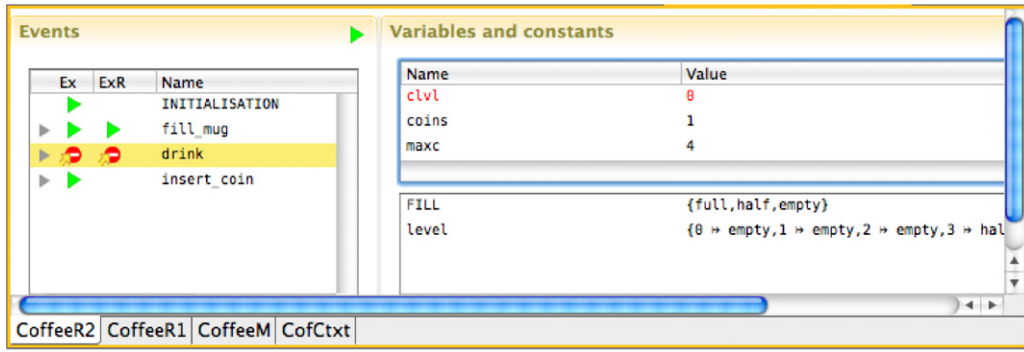 Events
Ex ExR Name
INITIALISATION
fill_mug
drink
insert_coin
Variables and constants
Name Value
clvl 0
coins 1
maxc 4
FILL {full,half,empty}
level {0 ↦ empty,1 ↦ empty,2 ↦ empty,3 ↦ hal
CoffeeR2 CoffeeR1 CoffeeM CofCtxt